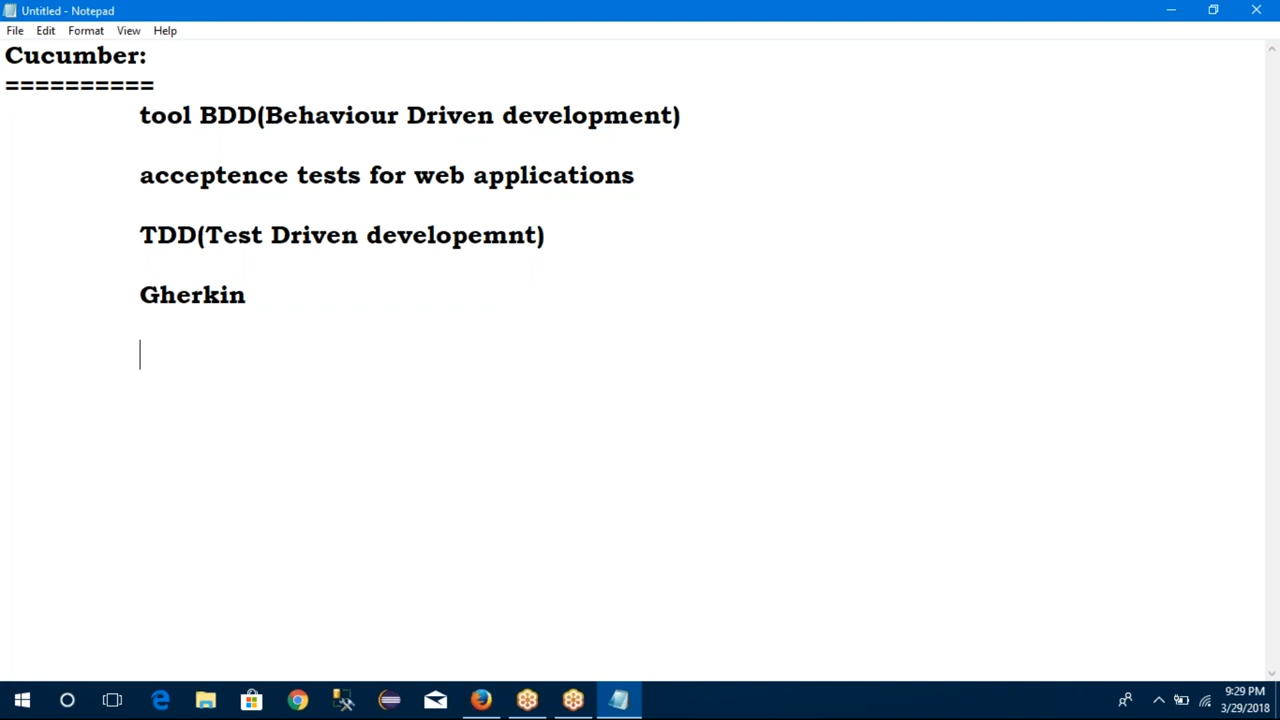 Untitled - Notepad
File Edit Format View Help
Cucumber:
==========
tool BDD(Behaviour Driven development)
acceptence tests for web applications
TDD(Test Driven developemnt)
Gherkin
9:29 PM
3/29/2018